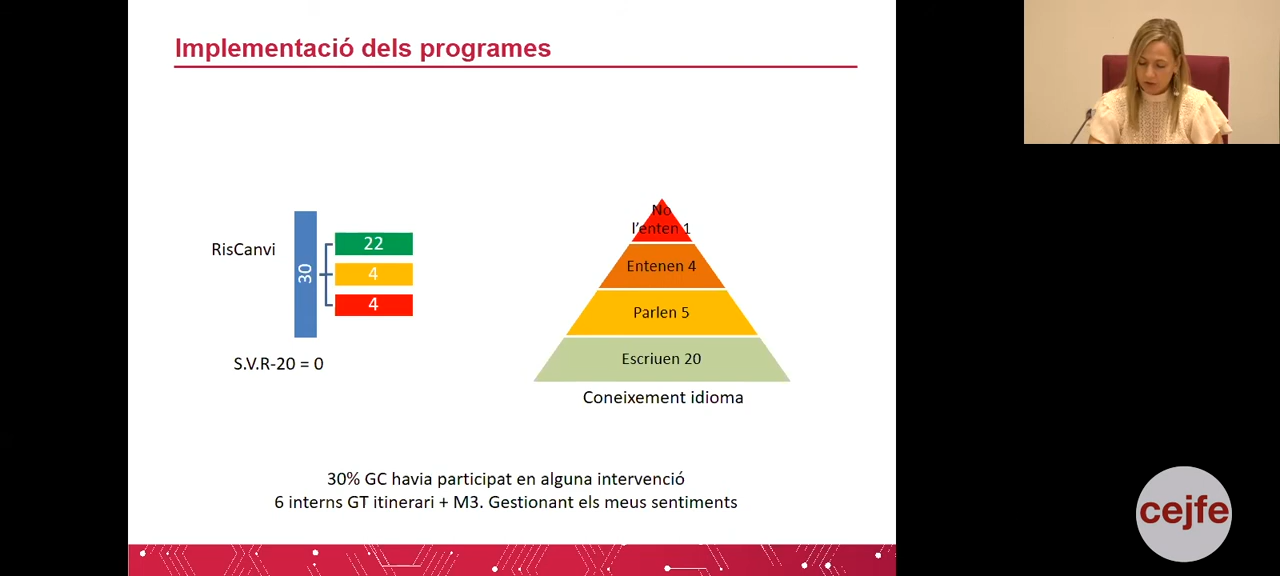 Implementació dels programes
RisCanvi
30
22
4
4
S.V.R-20 = 0
No
l'enten 1
Entenen 4
Parlen 5
Escriuen 20
Coneixement idioma
30% GC havia participat en alguna intervenció
6 interns GT itinerari + M3. Gestionant els meus sentiments
cejfe